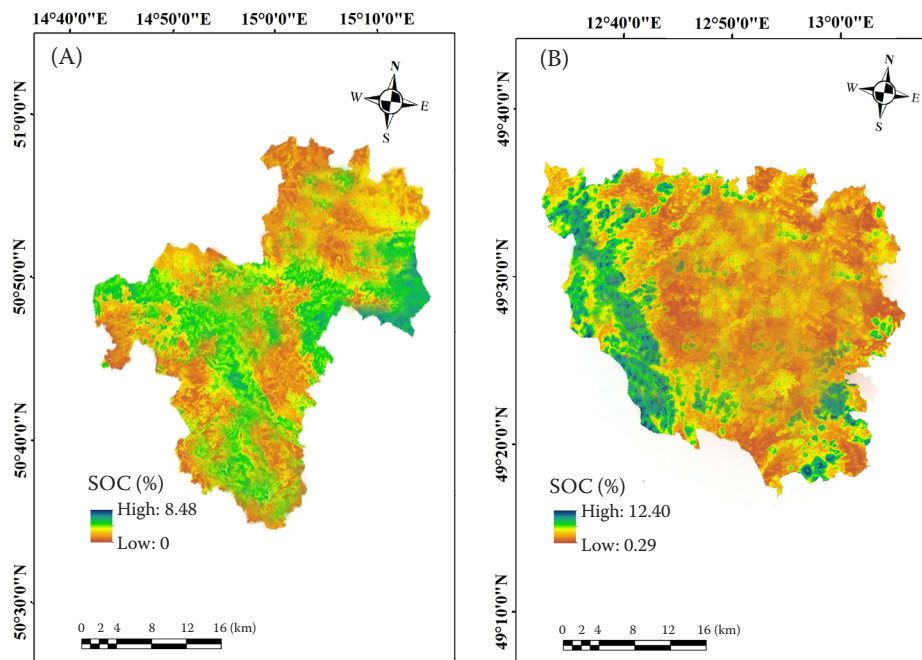 14°40'0"E 14°50'0"E 15°0'0"E 15°10'0"E
(A)
N
W E
S
51°0'0"N
50°50'0"N
50°40'0"N
50°30'0"N
SOC (%)
High: 8.48
Low: 0
0 2 4 8 12 16 (km)
12°40'0"E 12°50'0"E 13°0'0"E
(B)
N
W E
S
49°40'0"N
49°30'0"N
49°20'0"N
49°10'0"N
SOC (%)
High: 12.40
Low: 0.29
0 2 4 8 12 16 (km)